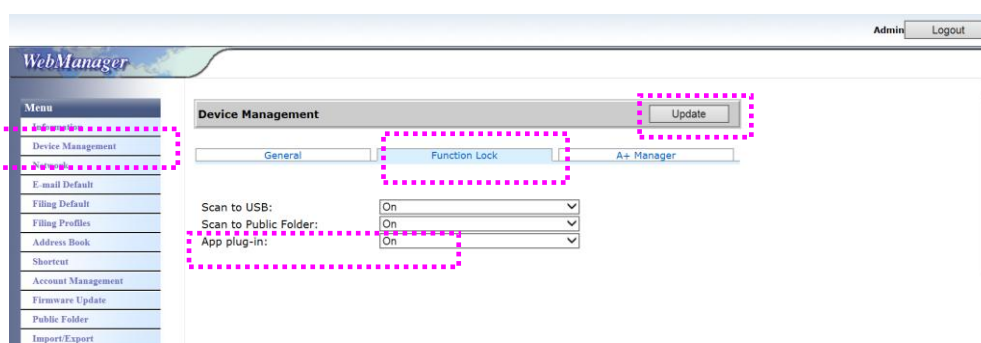 Admin Logout
WebManager
Menu
Information
Device Management
Network
E-mail Default
Filing Default
Filing Profiles
Address Book
Shortcut
Account Management
Firmware Update
Public Folder
Import/Export
Device Management Update
General Function Lock A+ Manager
Scan to USB: On
Scan to Public Folder: On
App plug-in: On